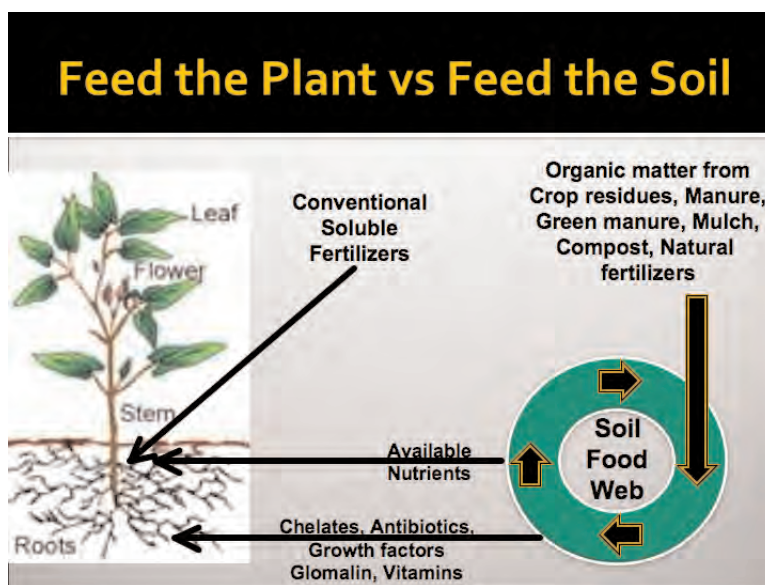 Feed the Plant vs Feed the Soil
Leaf
Flower
Stem
Roots
Conventional
Soluble
Fertilizers
Organic matter from
Crop residues, Manure,
Green manure, Mulch,
Compost, Natural
fertilizers
Soil
Food
Web
Available
Nutrients
Chelates, Antibiotics,
Growth factors
Glomalin, Vitamins